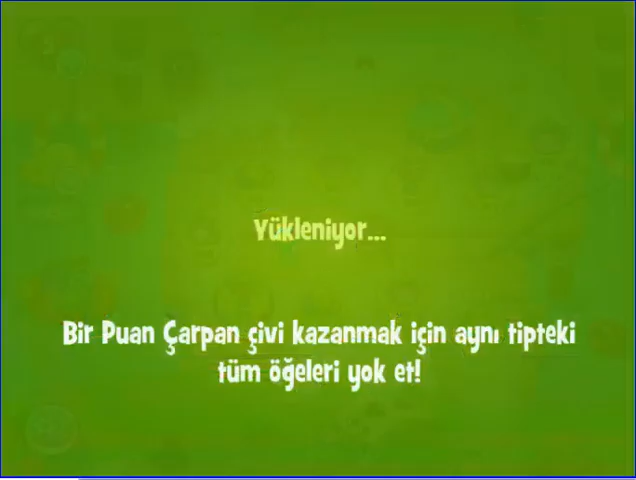 Yükleniyor...
Bir Puan Çarpan çivi kazanmak için aynı tipteki
tüm öğeleri yok et!